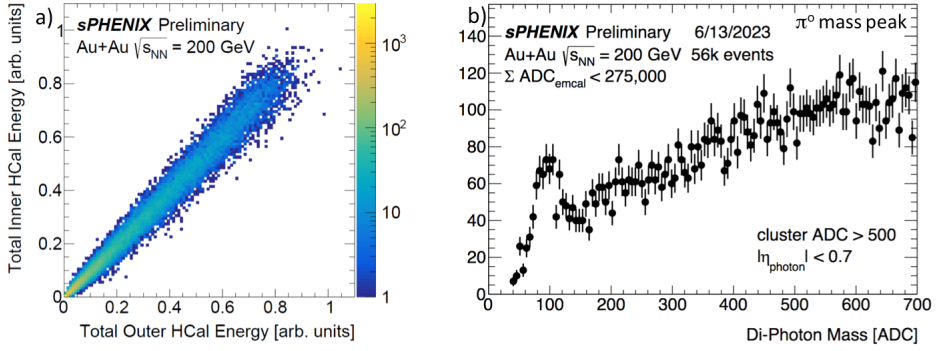 a)
sPHENIX Preliminary
Au+Au √sNN = 200 GeV
Total Inner HCal Energy [arb. units]
1
0.8
0.6
0.4
0.2
0
0 0.2 0.4 0.6 0.8 1
Total Outer HCal Energy [arb. units]
10³
10²
10
1
b)
π⁰ mass peak
sPHENIX Preliminary 6/13/2023
Au+Au √sNN = 200 GeV 56k events
Σ ADCemcal < 275,000
140
120
100
80
60
40
20
0
cluster ADC > 500
|ηphoton| < 0.7
0 100 200 300 400 500 600 700
Di-Photon Mass [ADC]